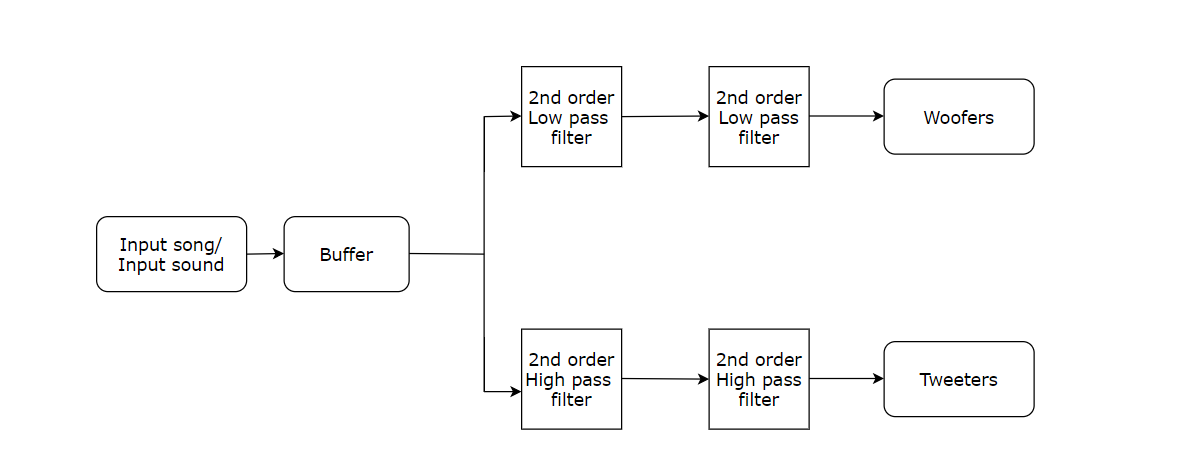 Input song/
Input sound
Buffer
2nd order
Low pass
filter
2nd order
Low pass
filter
Woofers
2nd order
High pass
filter
2nd order
High pass
filter
Tweeters